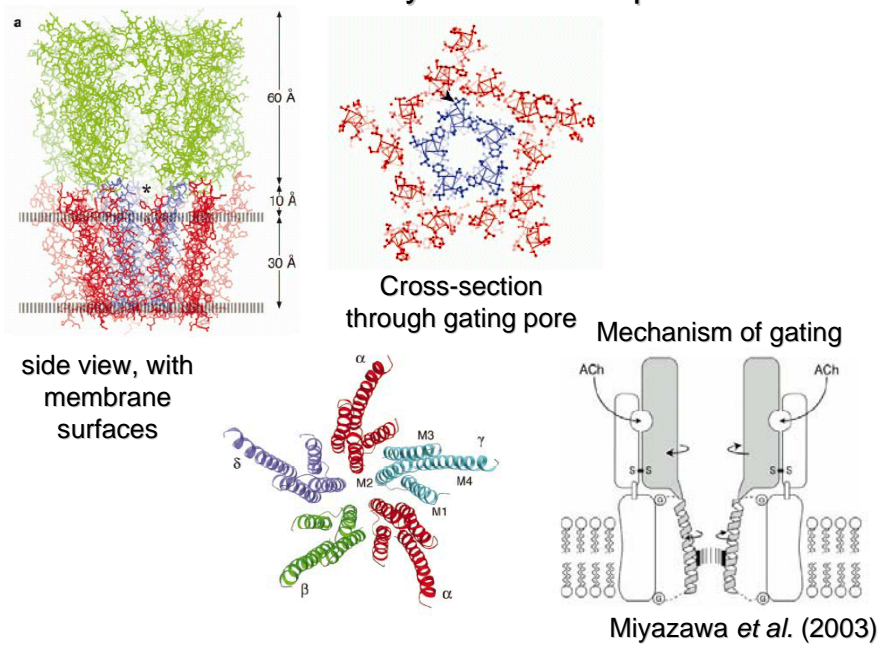 a
60 Å
*
10 Å
30 Å
Cross-section
through gating pore
Mechanism of gating
side view, with
membrane
surfaces
α
γ
δ
M3
M4
M2
M1
β
α
ACh
ACh
S S
S S
G
G
G
G
Miyazawa et al. (2003)